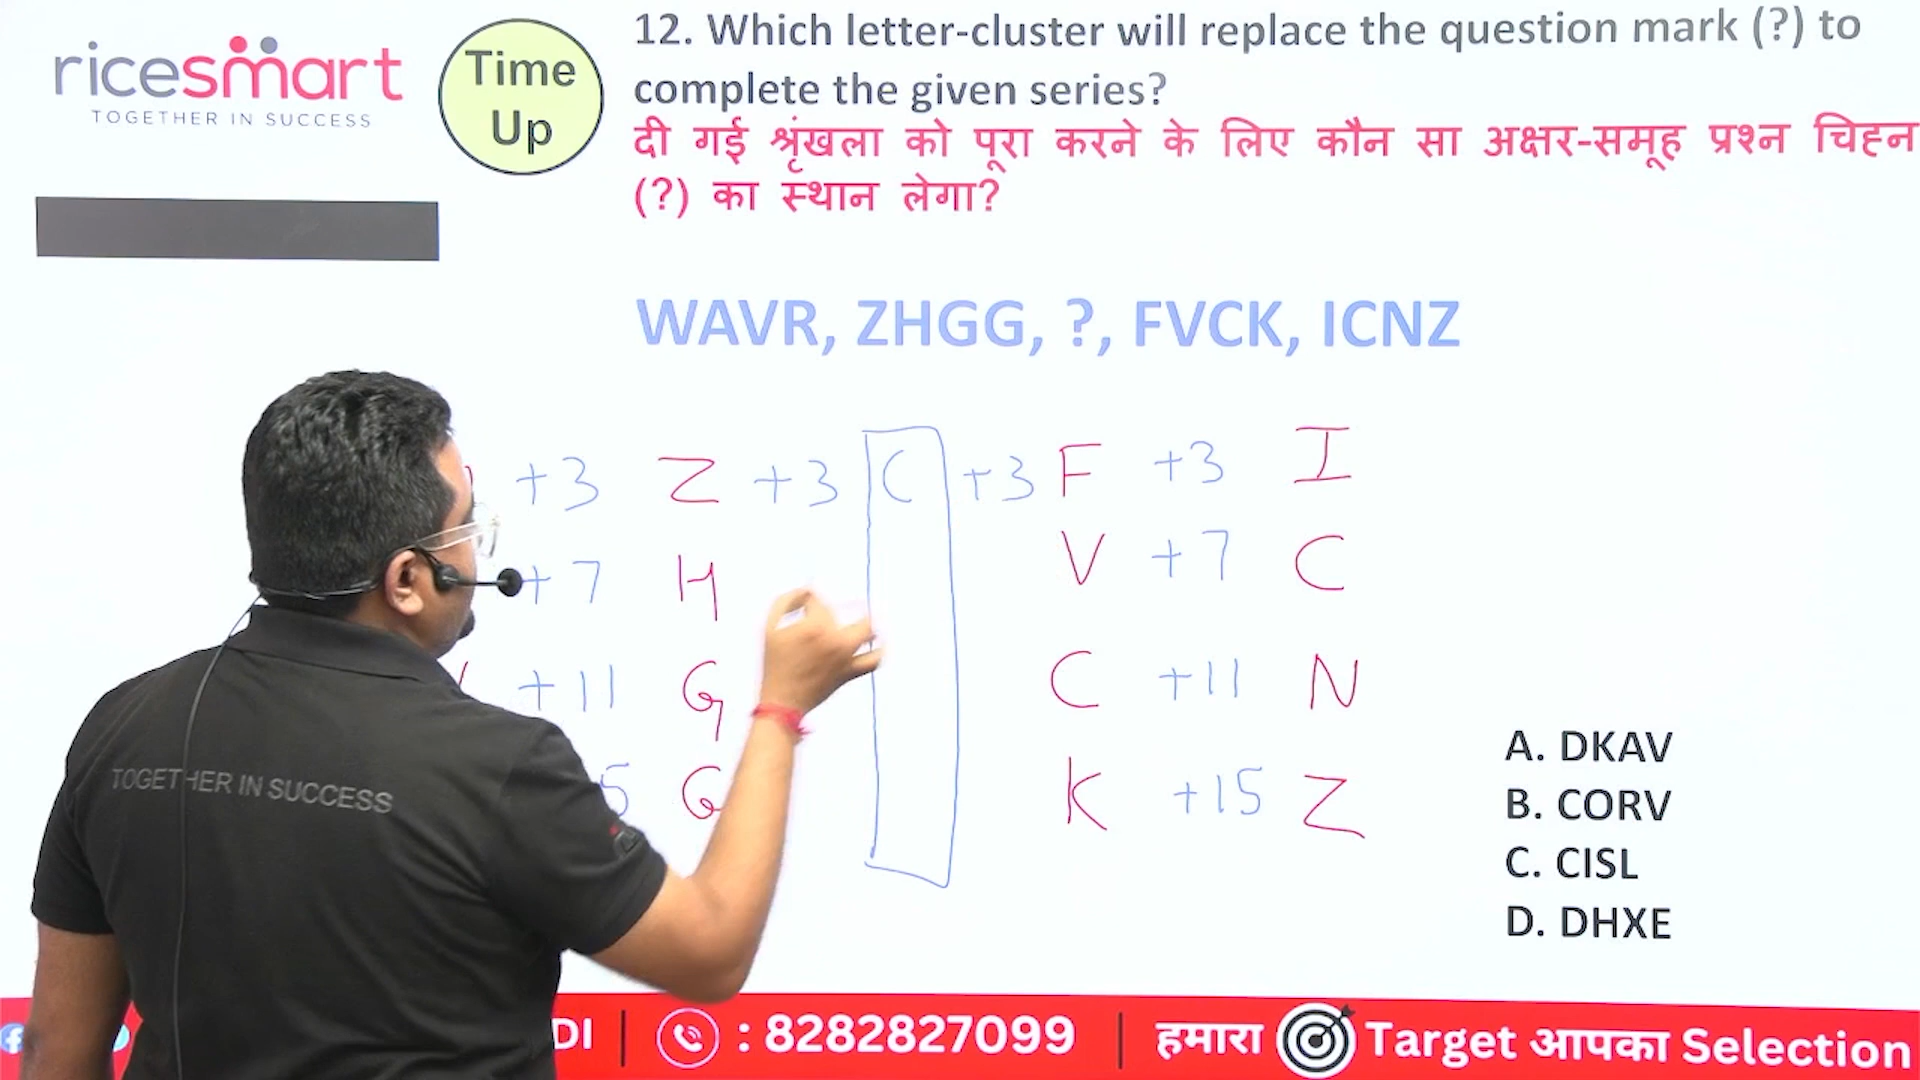 ricesmart
TOGETHER IN SUCCESS
Time
Up
12. Which letter-cluster will replace the question mark (?) to
complete the given series?
दी गई श्रृंखला को पूरा करने के लिए कौन सा अक्षर-समूह प्रश्न चिह्न
(?) का स्थान लेगा?
WAVR, ZHGG, ?, FVCK, ICNZ
+3 Z +3 C +3 F +3 I
+7 H V +7 C
+11 G C +11 N
5 G K +15 Z
A. DKAV
B. CORV
C. CISL
D. DHXE
TOGETHER IN SUCCESS
DI | : 8282827099 | हमारा Target आपका Selection